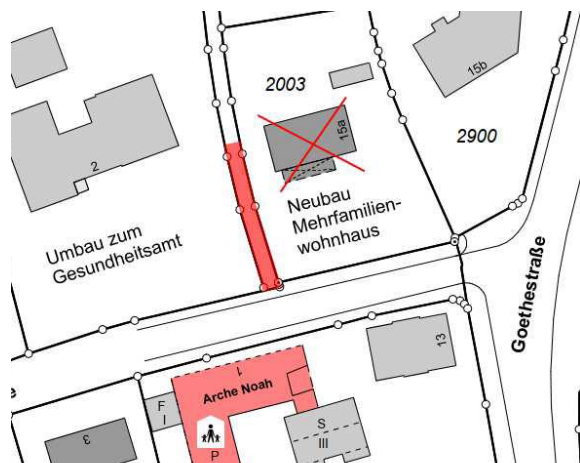 2003
15b
15a
2900
2
Neubau
Mehrfamilien-
wohnhaus
Umbau zum
Gesundheitsamt
Goethestraße
e
1
13
Arche Noah
F
I
S
III
3
P